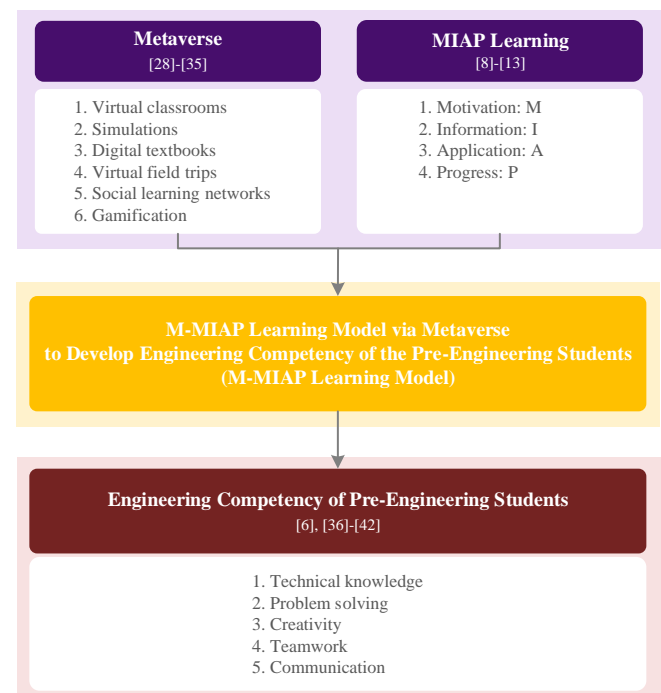 Metaverse
[28]-[35]
1. Virtual classrooms
2. Simulations
3. Digital textbooks
4. Virtual field trips
5. Social learning networks
6. Gamification
MIAP Learning
[8]-[13]
1. Motivation: M
2. Information: I
3. Application: A
4. Progress: P
M-MIAP Learning Model via Metaverse
to Develop Engineering Competency of the Pre-Engineering Students
(M-MIAP Learning Model)
Engineering Competency of Pre-Engineering Students
[6], [36]-[42]
1. Technical knowledge
2. Problem solving
3. Creativity
4. Teamwork
5. Communication